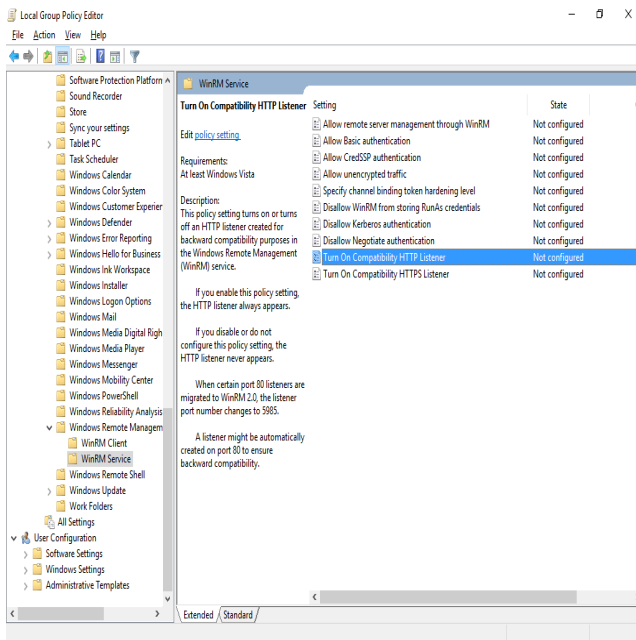 Local Group Policy Editor
File Action View Help
Software Protection Platform
Sound Recorder
Store
Sync your settings
Tablet PC
Task Scheduler
Windows Calendar
Windows Color System
Windows Customer Experier
Windows Defender
Windows Error Reporting
Windows Hello for Business
Windows Ink Workspace
Windows Installer
Windows Logon Options
Windows Mail
Windows Media Digital Righ
Windows Media Player
Windows Messenger
Windows Mobility Center
Windows PowerShell
Windows Reliability Analysis
Windows Remote Managem
WinRM Client
WinRM Service
Windows Remote Shell
Windows Update
Work Folders
All Settings
User Configuration
Software Settings
Windows Settings
Administrative Templates
WinRM Service
Turn On Compatibility HTTP Listener
Edit policy setting
Requirements:
At least Windows Vista
Description:
This policy setting turns on or turns
off an HTTP listener created for
backward compatibility purposes in
the Windows Remote Management
(WinRM) service.
If you enable this policy setting,
the HTTP listener always appears.
If you disable or do not
configure this policy setting, the
HTTP listener never appears.
When certain port 80 listeners are
migrated to WinRM 2.0, the listener
port number changes to 5985.
A listener might be automatically
created on port 80 to ensure
backward compatibility.
Setting State
Allow remote server management through WinRM Not configured
Allow Basic authentication Not configured
Allow CredSSP authentication Not configured
Allow unencrypted traffic Not configured
Specify channel binding token hardening level Not configured
Disallow WinRM from storing RunAs credentials Not configured
Disallow Kerberos authentication Not configured
Disallow Negotiate authentication Not configured
Turn On Compatibility HTTP Listener Not configured
Turn On Compatibility HTTPS Listener Not configured
Extended Standard